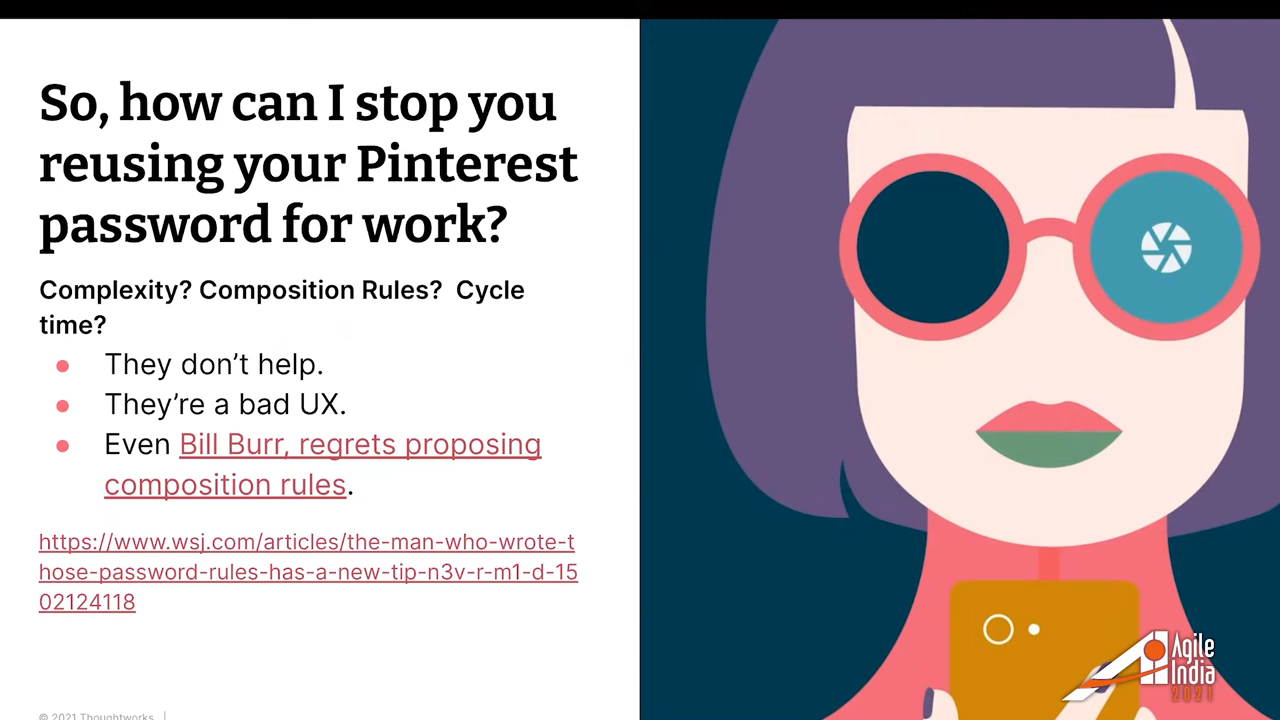 So, how can I stop you
reusing your Pinterest
password for work?
Complexity? Composition Rules?  Cycle
time?
● They don’t help.
● They’re a bad UX.
● Even Bill Burr, regrets proposing
composition rules.
https://www.wsj.com/articles/the-man-who-wrote-t
hose-password-rules-has-a-new-tip-n3v-r-m1-d-15
02124118
© 2021 Thoughtworks |
Agile
India
2021